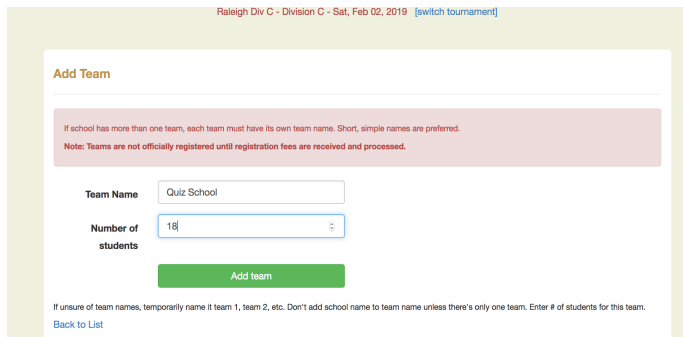 Raleigh Div C - Division C - Sat, Feb 02, 2019 [switch tournament]
Add Team
If school has more than one team, each team must have its own team name. Short, simple names are preferred.
Note: Teams are not officially registered until registration fees are received and processed.
Team Name Quiz School
Number of students 18
Add team
If unsure of team names, temporarily name it team 1, team 2, etc. Don't add school name to team name unless there's only one team. Enter # of students for this team.
Back to List